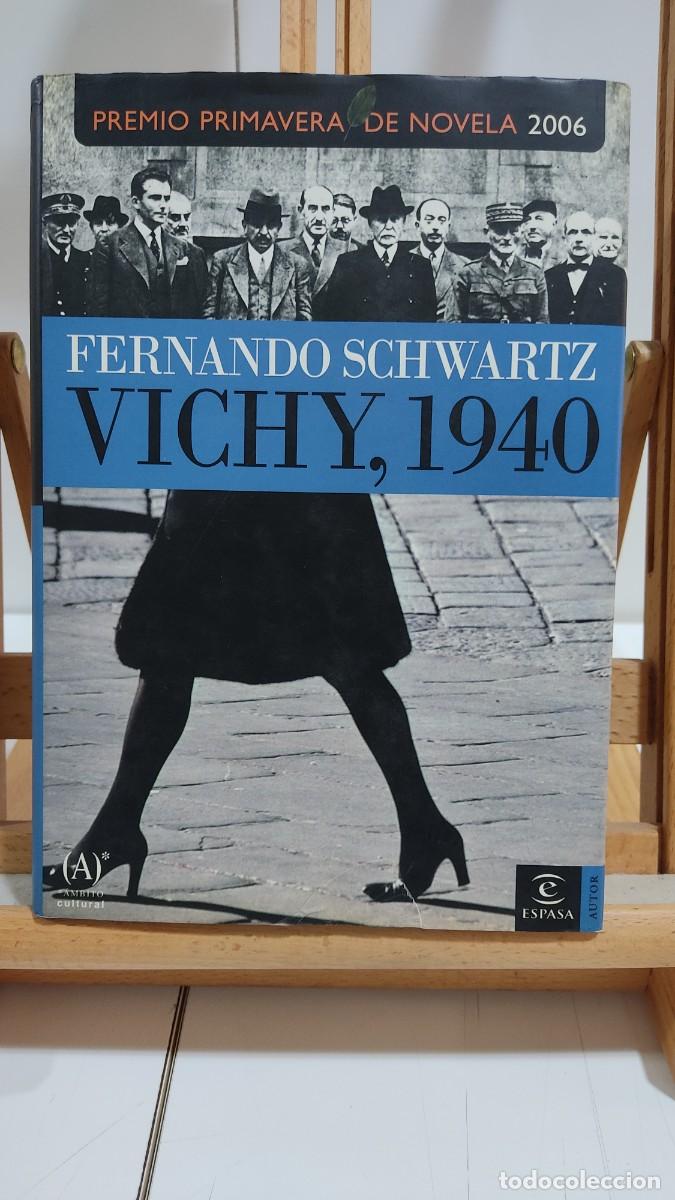 PREMIO PRIMAVERA DE NOVELA 2006
FERNANDO SCHWARTZ
VICHY, 1940
(A)*
ÁMBITO
cultural
e
ESPASA
AUTOR
todocoleccion